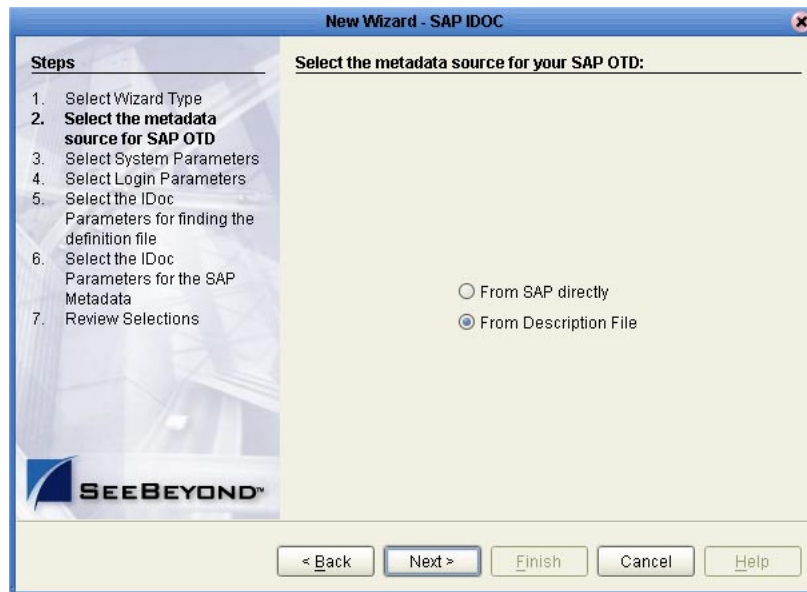 New Wizard - SAP IDOC
Steps
1. Select Wizard Type
2. Select the metadata
source for SAP OTD
3. Select System Parameters
4. Select Login Parameters
5. Select the IDoc
Parameters for finding the
definition file
6. Select the IDoc
Parameters for the SAP
Metadata
7. Review Selections
SEEBEYOND™
Select the metadata source for your SAP OTD:
From SAP directly
From Description File
< Back
Next >
Finish
Cancel
Help